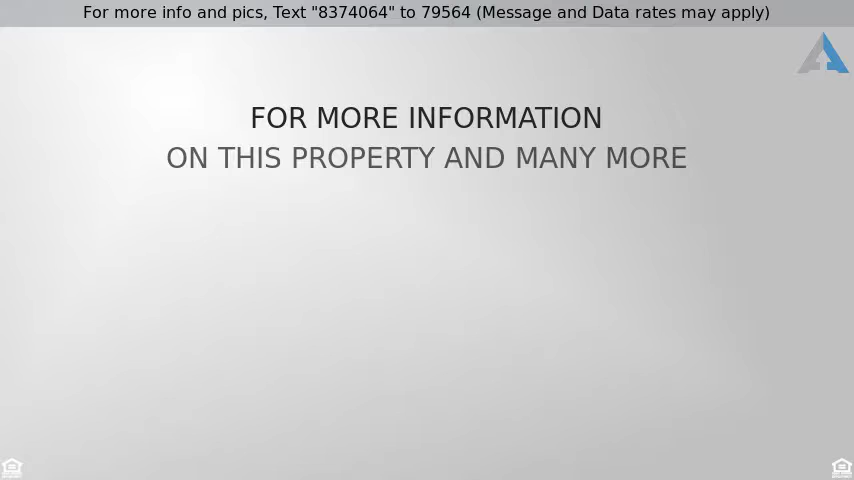 For more info and pics, Text "8374064" to 79564 (Message and Data rates may apply)
FOR MORE INFORMATION
ON THIS PROPERTY AND MANY MORE